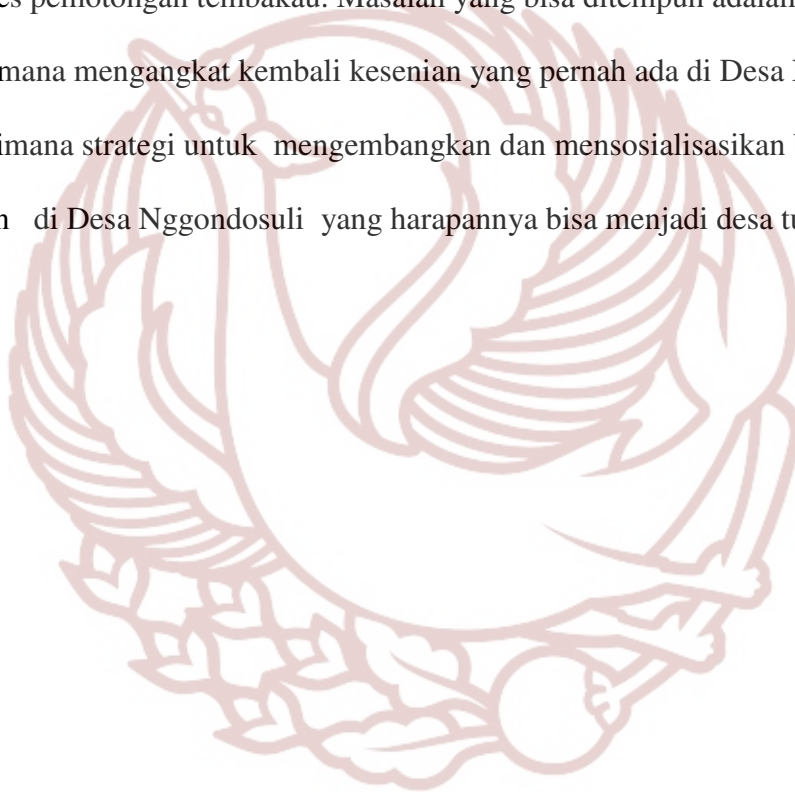 es pemotongan tembakau. Masalah yang bisa ditempuh adalah
mana mengangkat kembali kesenian yang pernah ada di Desa
imana strategi untuk mengembangkan dan mensosialisasikan
di Desa Nggondosuli yang harapannya bisa menjadi desa tu